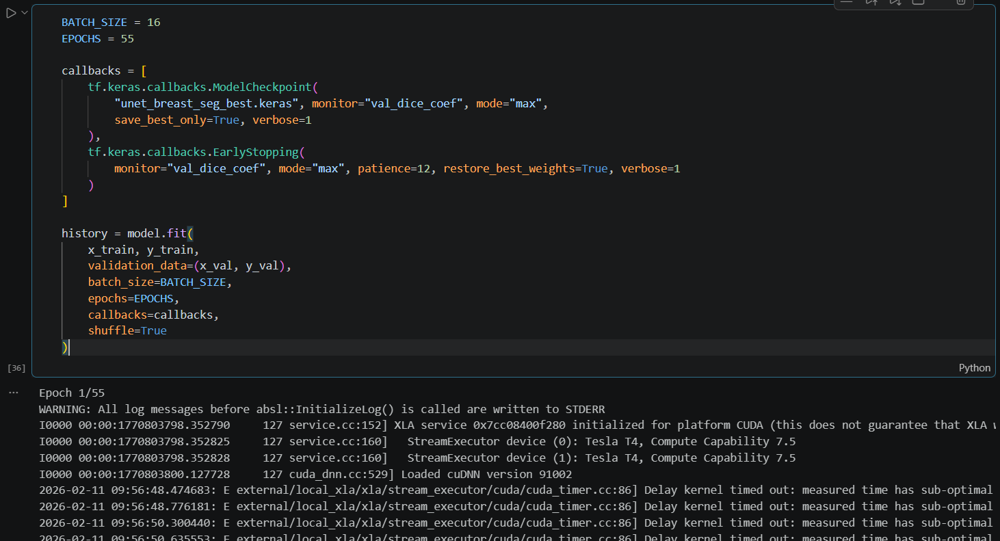 BATCH_SIZE = 16
EPOCHS = 55
callbacks = [
    tf.keras.callbacks.ModelCheckpoint(
        "unet_breast_seg_best.keras", monitor="val_dice_coef", mode="max",
        save_best_only=True, verbose=1
    ),
    tf.keras.callbacks.EarlyStopping(
        monitor="val_dice_coef", mode="max", patience=12, restore_best_weights=True, verbose=1
    )
]
history = model.fit(
    x_train, y_train,
    validation_data=(x_val, y_val),
    batch_size=BATCH_SIZE,
    epochs=EPOCHS,
    callbacks=callbacks,
    shuffle=True
)
[36]
Python
Epoch 1/55
WARNING: All log messages before absl::InitializeLog() is called are written to STDERR
I0000 00:00:1770803798.352790     127 service.cc:152] XLA service 0x7cc08400f280 initialized for platform CUDA (this does not guarantee that XLA
I0000 00:00:1770803798.352825     127 service.cc:160]   StreamExecutor device (0): Tesla T4, Compute Capability 7.5
I0000 00:00:1770803798.352828     127 service.cc:160]   StreamExecutor device (1): Tesla T4, Compute Capability 7.5
I0000 00:00:1770803800.127728     127 cuda_dnn.cc:529] Loaded cuDNN version 91002
2026-02-11 09:56:48.474683: E external/local_xla/xla/stream_executor/cuda/cuda_timer.cc:86] Delay kernel timed out: measured time has sub-optimal
2026-02-11 09:56:48.776181: E external/local_xla/xla/stream_executor/cuda/cuda_timer.cc:86] Delay kernel timed out: measured time has sub-optimal
2026-02-11 09:56:50.300440: E external/local_xla/xla/stream_executor/cuda/cuda_timer.cc:86] Delay kernel timed out: measured time has sub-optimal
2026-02-11 09:56:50.635553: E external/local_xla/xla/stream_executor/cuda/cuda_timer.cc:86] Delay kernel timed out: measured time has sub-optimal